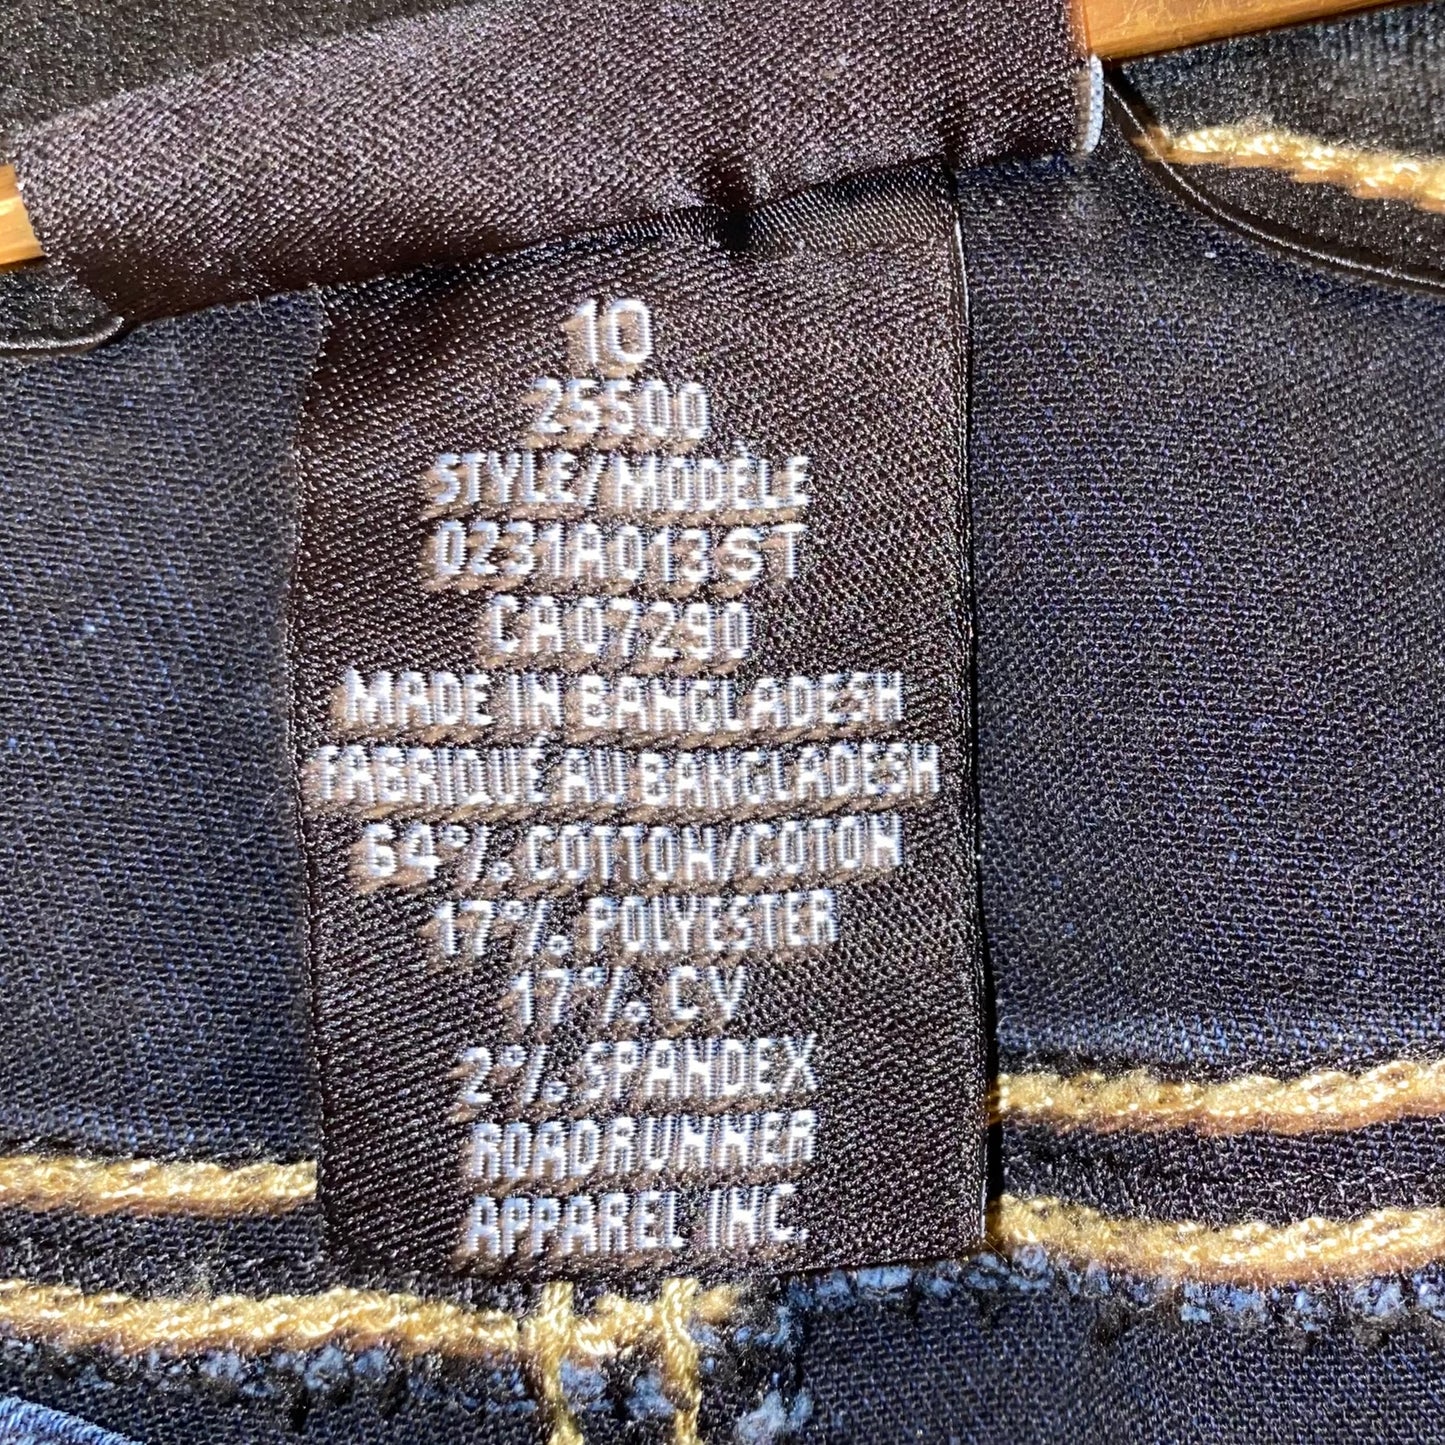 10
25500
STYLE/MODÈLE
0231A013ST
CA07290
MADE IN BANGLADESH
FABRIQUÉ AU BANGLADESH
64% COTTON/COTON
17% POLYESTER
17% CV
2% SPANDEX
ROADRUNNER
APPAREL INC.